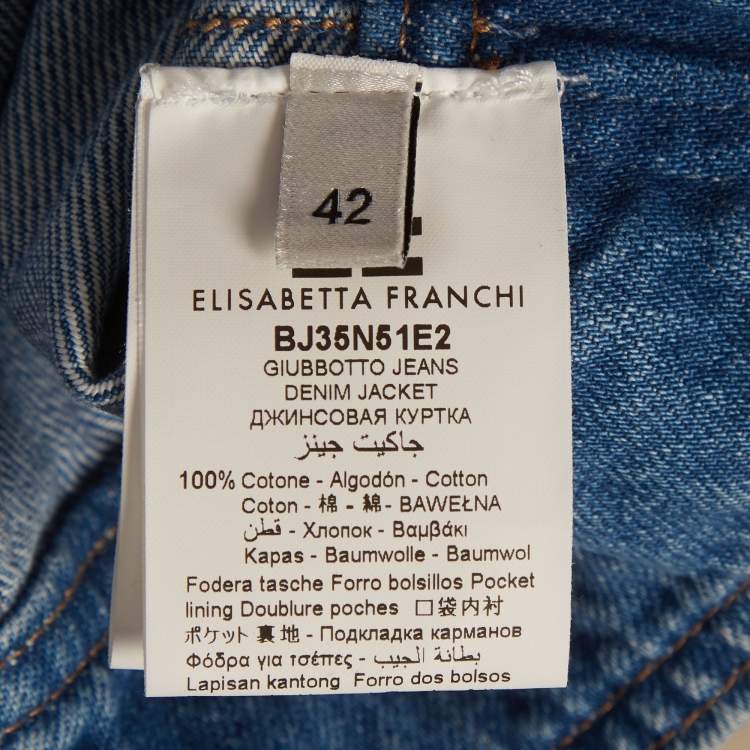 42
ELISABETTA FRANCHI
BJ35N51E2
GIUBBOTTO JEANS
DENIM JACKET
ДЖИНСОВАЯ КУРТКА
جاكيت جينز
100% Cotone - Algodón - Cotton
Coton - 棉 - 綿- BAWEŁNA
قطن - Хлопок - Βαμβάκι
Kapas - Baumwolle - Baumwol
Fodera tasche Forro bolsillos Pocket
lining Doublure poches 口袋内衬
ポケット 裏地 - Подкладка карманов
Φόδρα για τσέπες - بطانة الجيب
Lapisan kantong Forro dos bolsos